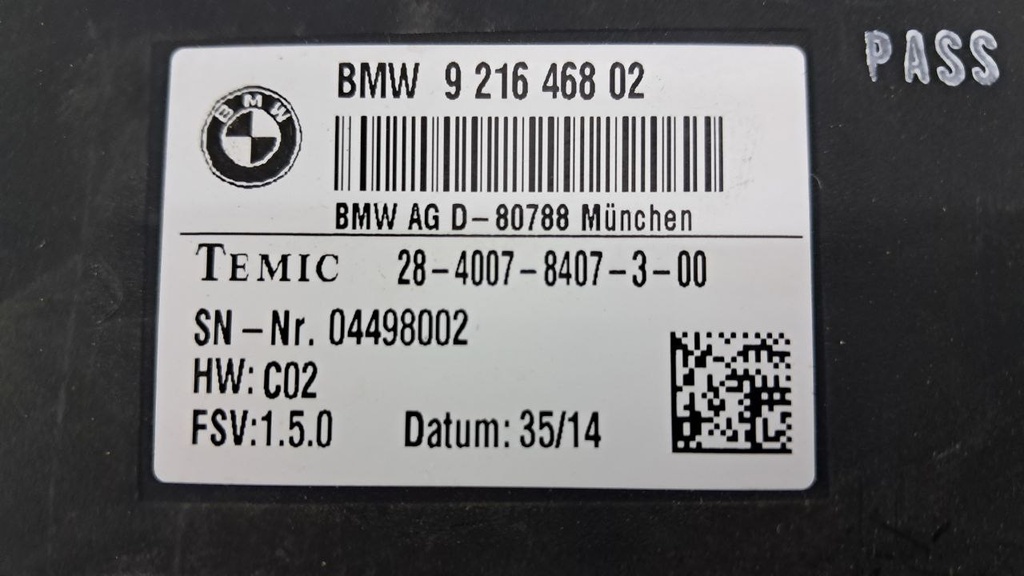 PASS
BMW 9 216 468 02
BMW
BMW AG D-80788 München
TEMIC 28-4007-8407-3-00
SN-Nr. 04498002
HW: C02
FSV:1.5.0 Datum: 35/14